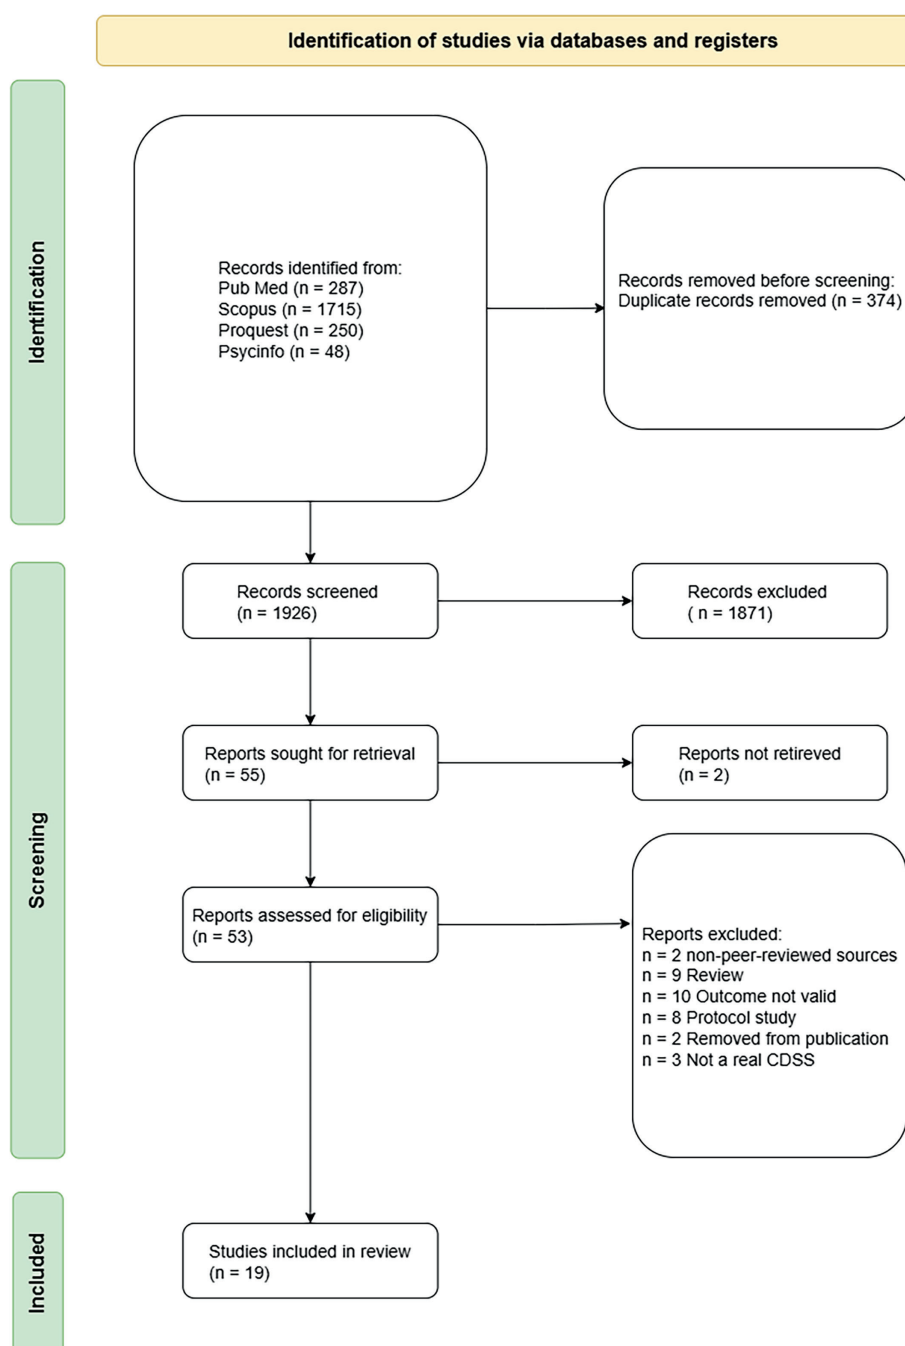 Identification of studies via databases and registers
Identification
Records identified from:
Pub Med (n = 287)
Scopus (n = 1715)
Proquest (n = 250)
Psycinfo (n = 48)
Records removed before screening:
Duplicate records removed (n = 374)
Screening
Records screened
(n = 1926)
Records excluded
( n = 1871)
Reports sought for retrieval
(n = 55)
Reports not retireved
(n = 2)
Reports assessed for eligibility
(n = 53)
Reports excluded:
n = 2 non-peer-reviewed sources
n = 9 Review
n = 10 Outcome not valid
n = 8 Protocol study
n = 2 Removed from publication
n = 3 Not a real CDSS
Included
Studies included in review
(n = 19)